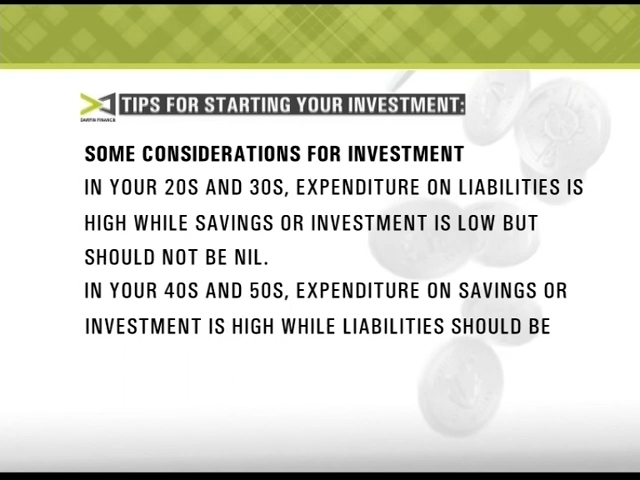 TIPS FOR STARTING YOUR INVESTMENT:
DAWTIN FINANCE
SOME CONSIDERATIONS FOR INVESTMENT
IN YOUR 20S AND 30S, EXPENDITURE ON LIABILITIES IS
HIGH WHILE SAVINGS OR INVESTMENT IS LOW BUT
SHOULD NOT BE NIL.
IN YOUR 40S AND 50S, EXPENDITURE ON SAVINGS OR
INVESTMENT IS HIGH WHILE LIABILITIES SHOULD BE